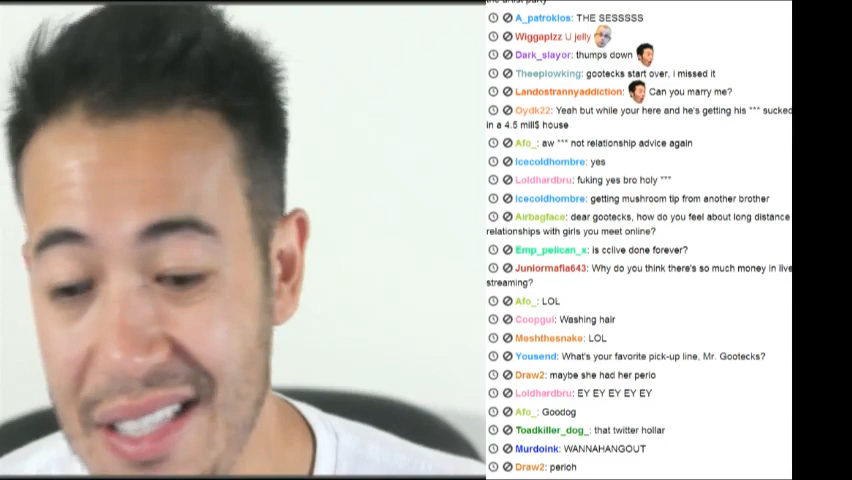 A_patroklos: THE SESSSSS
Wiggaplzz U jelly
Dark_slayor: thumps down
Theeplowking: gootecks start over, i missed it
Landostrannyaddiction: Can you marry me?
Oydk22: Yeah but while your here and he's getting his *** sucked
in a 4.5 mill$ house
Afo_: aw *** not relationship advice again
Icecoldhombre: yes
Loldhardbru: fuking yes bro holy ***
Icecoldhombre: getting mushroom tip from another brother
Airbagface: dear gootecks, how do you feel about long distance
relationships with girls you meet online?
Emp_pelican_x: is cclive done forever?
Juniormafia643: Why do you think there's so much money in live
streaming?
Afo_: LOL
Coopgui: Washing hair
Meshthesnake: LOL
Yousend: What's your favorite pick-up line, Mr. Gootecks?
Draw2: maybe she had her perio
Loldhardbru: EY EY EY EY EY
Afo_: Goodog
Toadkiller_dog_: that twitter hollar
Murdoink: WANNAHANGOUT
Draw2: perioh